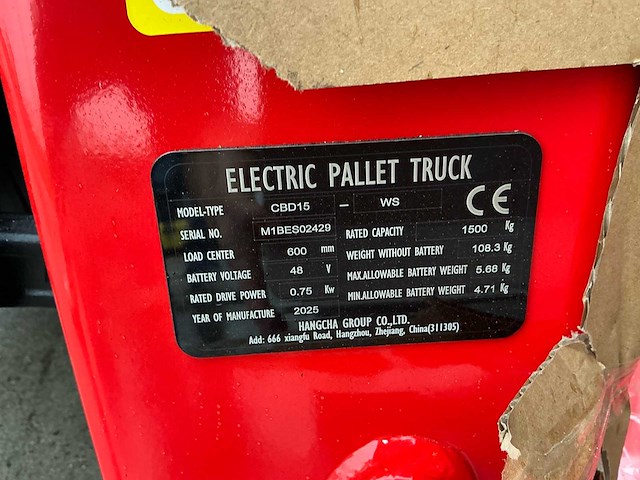 ELECTRIC PALLET TRUCK
MODEL-TYPE CBD15 - WS CE
SERIAL NO. M1BES02429 RATED CAPACITY 1500 Kg
LOAD CENTER 600 mm WEIGHT WITHOUT BATTERY 108.3 Kg
BATTERY VOLTAGE 48 V MAX.ALLOWABLE BATTERY WEIGHT 5.68 Kg
RATED DRIVE POWER 0.75 Kw MIN.ALLOWABLE BATTERY WEIGHT 4.71 Kg
YEAR OF MANUFACTURE 2025
HANGCHA GROUP CO.,LTD.
Add: 666 xiangfu Road, Hangzhou, Zhejiang, China(311305)